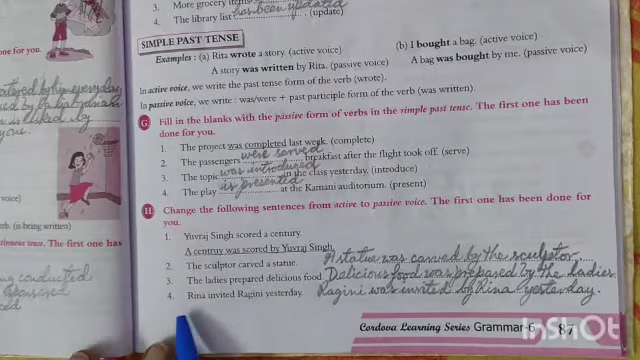 3. More grocery items
4. The library list has been updated (update)
SIMPLE PAST TENSE
Examples : (a) Rita wrote a story. (active voice) (b) I bought a bag. (active voice)
A story was written by Rita. (passive voice) A bag was bought by me. (passive voice)
In active voice, we write the past tense form of the verb (wrote).
In passive voice, we write : was/were + past participle form of the verb (was written).
G. Fill in the blanks with the passive form of verbs in the simple past tense. The first one has been
done for you.
1. The project was completed last week. (complete)
2. The passengers were served breakfast after the flight took off. (serve)
3. The topic was introduced in the class yesterday. (introduce)
4. The play is presented at the Kamani auditorium. (present)
H. Change the following sentences from active to passive voice. The first one has been done for
you.
1. Yuvraj Singh scored a century.
A century was scored by Yuvraj Singh.
2. The sculptor carved a statue. A statue was carved by the sculptor
3. The ladies prepared delicious food. Delicious food was prepared by the ladies
4. Rina invited Ragini yesterday. Ragini was invited by Rina yesterday.
Cordova Learning Series Grammar-6 87
one for you.
by him everyday
voice)
erb. (is being written)
tinuous tense. The first one has
conducted
InShOt